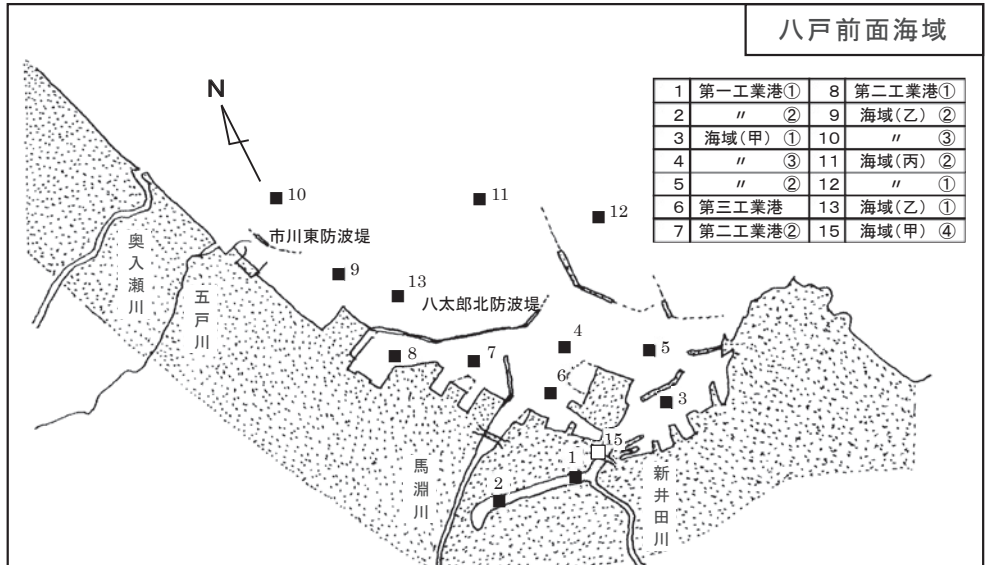 八戸前面海域
N
1 第一工業港① 8 第二工業港①
2 〃 ② 9 海域(乙) ②
3 海域(甲) ① 10 〃 ③
4 〃 ③ 11 海域(丙) ②
5 〃 ② 12 〃 ①
6 第三工業港 13 海域(乙) ①
7 第二工業港② 15 海域(甲) ④
10
11
12
市川東防波堤
奥入瀬川
五戸川
9
13
八太郎北防波堤
4
5
8
7
6
3
15
1
2
馬淵川
新井田川